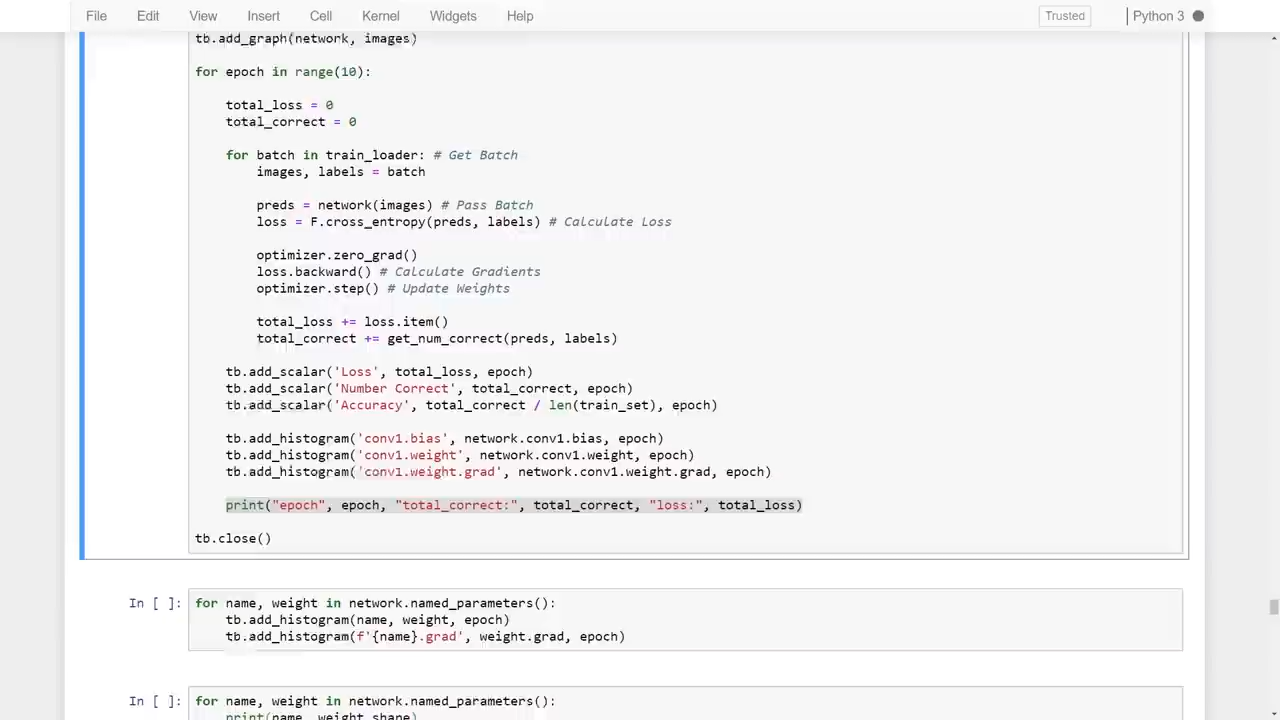 File Edit View Insert Cell Kernel Widgets Help Trusted Python 3
tb.add_graph(network, images)
for epoch in range(10):
total_loss = 0
total_correct = 0
for batch in train_loader: # Get Batch
images, labels = batch
preds = network(images) # Pass Batch
loss = F.cross_entropy(preds, labels) # Calculate Loss
optimizer.zero_grad()
loss.backward() # Calculate Gradients
optimizer.step() # Update Weights
total_loss += loss.item()
total_correct += get_num_correct(preds, labels)
tb.add_scalar('Loss', total_loss, epoch)
tb.add_scalar('Number Correct', total_correct, epoch)
tb.add_scalar('Accuracy', total_correct / len(train_set), epoch)
tb.add_histogram('conv1.bias', network.conv1.bias, epoch)
tb.add_histogram('conv1.weight', network.conv1.weight, epoch)
tb.add_histogram('conv1.weight.grad', network.conv1.weight.grad, epoch)
print("epoch", epoch, "total_correct:", total_correct, "loss:", total_loss)
tb.close()
In [ ]: for name, weight in network.named_parameters():
tb.add_histogram(name, weight, epoch)
tb.add_histogram(f'{name}.grad', weight.grad, epoch)
In [ ]: for name, weight in network.named_parameters():
print(name, weight.shape)